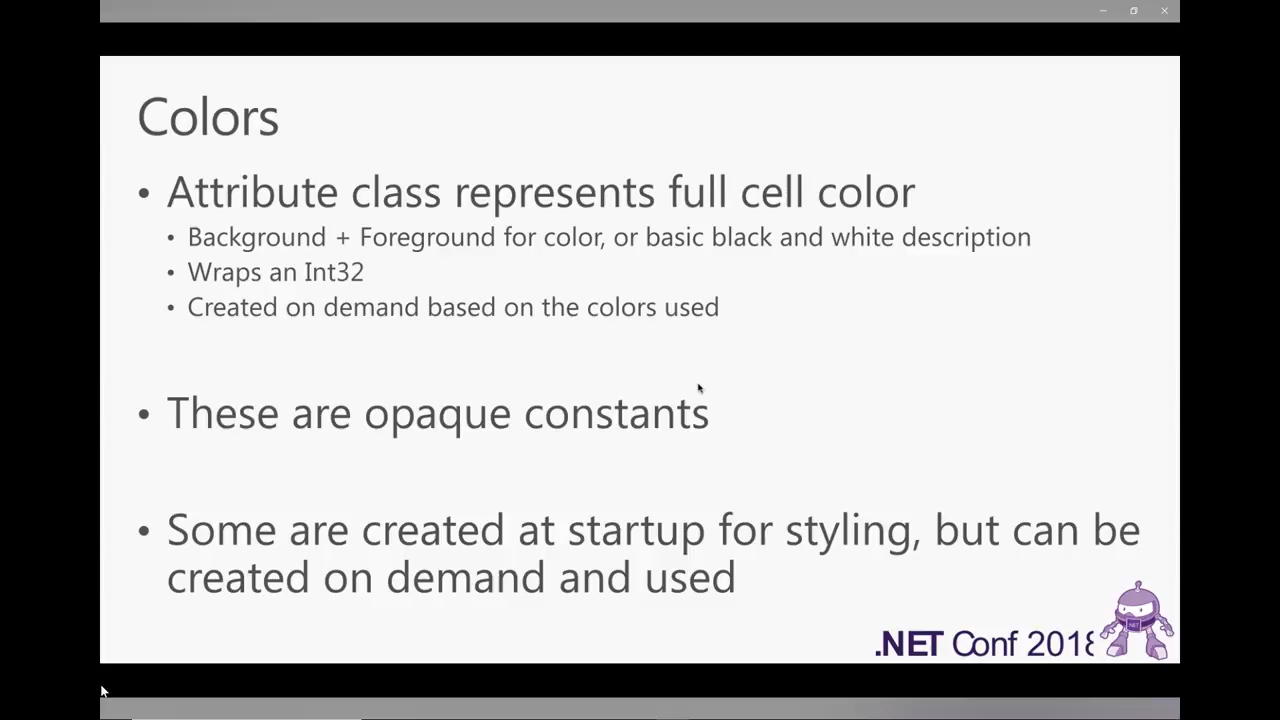 Colors
• Attribute class represents full cell color
• Background + Foreground for color, or basic black and white description
• Wraps an Int32
• Created on demand based on the colors used
• These are opaque constants
• Some are created at startup for styling, but can be
created on demand and used
.NET Conf 2018
.NET